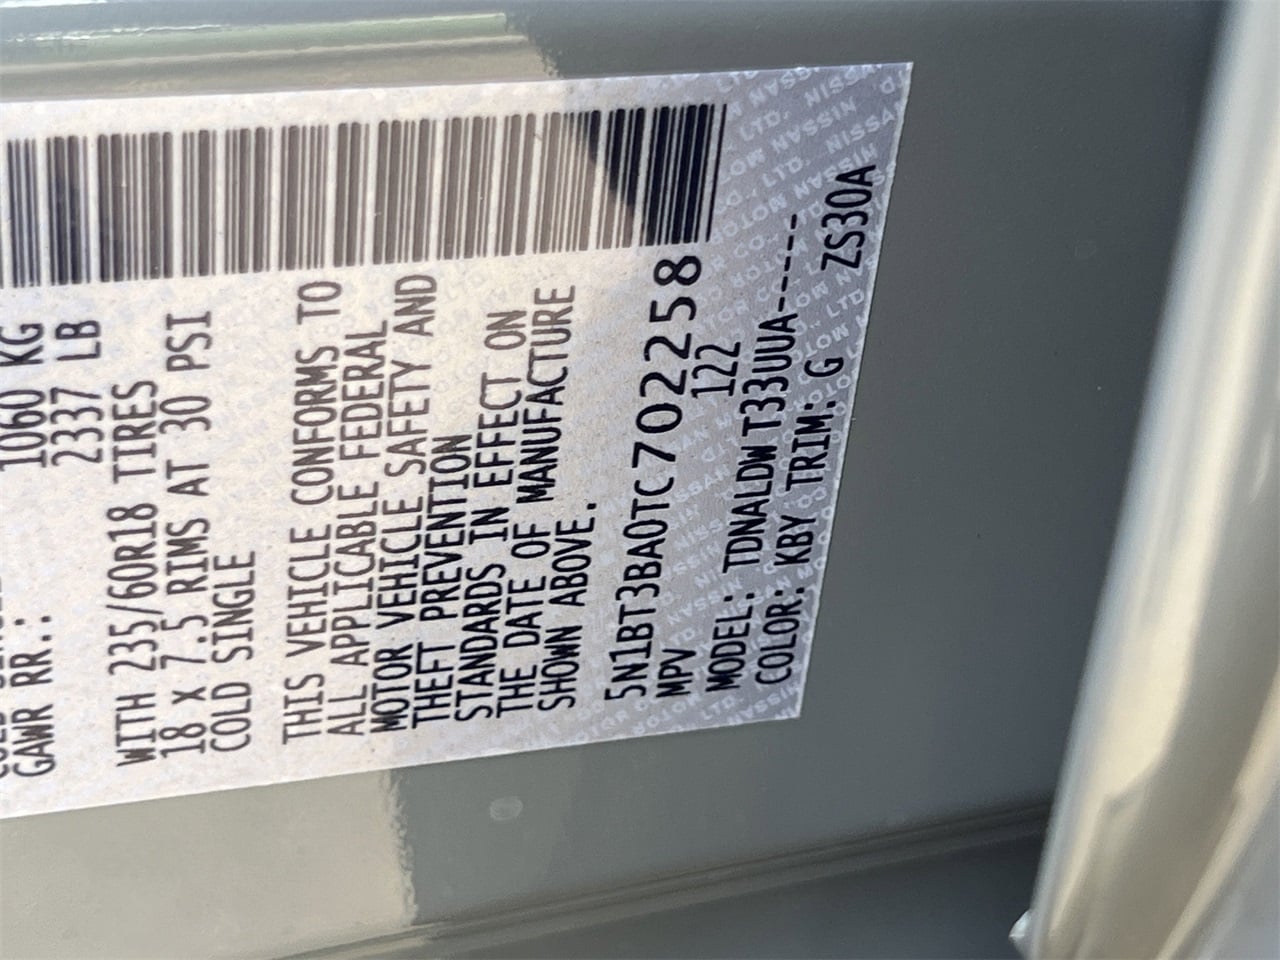 GAWR RR.: 1060 KG
2337 LB
WITH 235/60R18 TIRES
18 X 7.5 RIMS AT 30 PSI
COLD SINGLE
THIS VEHICLE CONFORMS TO
ALL APPLICABLE FEDERAL
MOTOR VEHICLE SAFETY AND
THEFT PREVENTION
STANDARDS IN EFFECT ON
THE DATE OF MANUFACTURE
SHOWN ABOVE.
5N1BT3BA0TC702258
MPV 122
MODEL: TDNALDW T33UUA-----
COLOR: KBY TRIM: G ZS30A